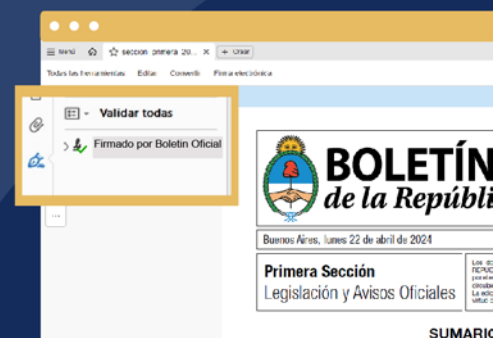 Menú sección primera 20... X + Crear
Todas las herramientas Editar Convertir Firma electrónica
Validar todas
Firmado por Boletin Oficial
BOLETÍN
de la Repúbli
Buenos Aires, lunes 22 de abril de 2024
Primera Sección
Legislación y Avisos Oficiales
SUMARIO